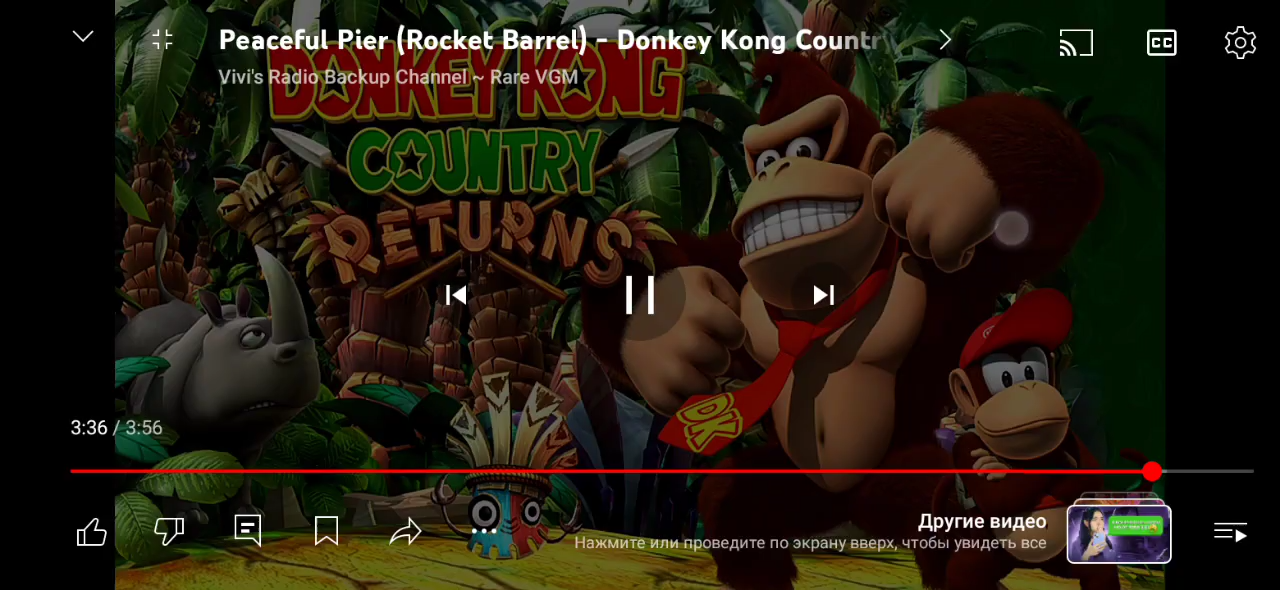 Peaceful Pier (Rocket Barrel) - Donkey Kong Country
Vivi's Radio Backup Channel ~ Rare VGM
CC
DONKEY KONG
COUNTRY
RETURNS
DK
3:36 / 3:56
Другие видео
Нажмите или проведите по экрану вверх, чтобы увидеть все